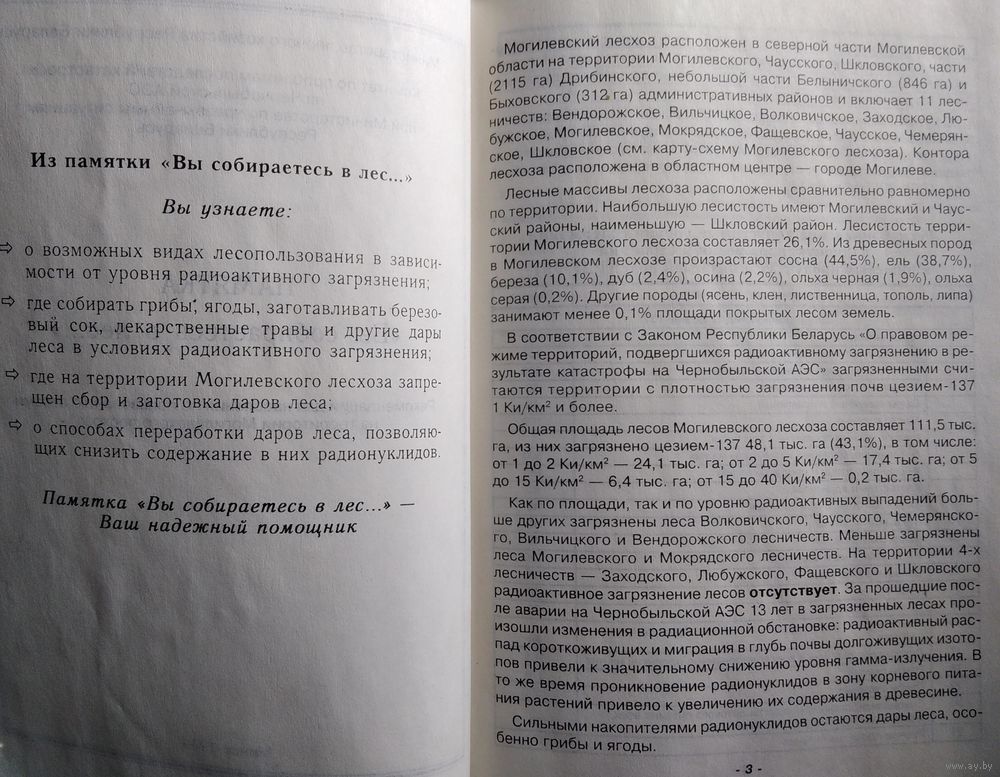 Из памятки «Вы собираетесь в лес...»
Вы узнаете:
⇨ о возможных видах лесопользования в зависи-
мости от уровня радиоактивного загрязнения;
⇨ где собирать грибы, ягоды, заготавливать березо-
вый сок, лекарственные травы и другие дары
леса в условиях радиоактивного загрязнения;
⇨ где на территории Могилевского лесхоза запре-
щен сбор и заготовка даров леса;
⇨ о способах переработки даров леса, позволяю-
щих снизить содержание в них радионуклидов.
Памятка «Вы собираетесь в лес...» —
Ваш надежный помощник
Могилевский лесхоз расположен в северной части Могилевской
области на территории Могилевского, Чаусского, Шкловского, части
(2115 га) Дрибинского, небольшой части Белыничского (846 га) и
Быховского (312 га) административных районов и включает 11 лес-
ничеств: Вендорожское, Вильчицкое, Волковичское, Заходское, Лю-
бужское, Могилевское, Мокрядское, Фащевское, Чаусское, Чемерян-
ское, Шкловское (см. карту-схему Могилевского лесхоза). Контора
лесхоза расположена в областном центре — городе Могилеве.
Лесные массивы лесхоза расположены сравнительно равномерно
по территории. Наибольшую лесистость имеют Могилевский и Чаус-
ский районы, наименьшую — Шкловский район. Лесистость терри-
тории Могилевского лесхоза составляет 26,1%. Из древесных пород
в Могилевском лесхозе произрастают сосна (44,5%), ель (38,7%),
береза (10,1%), дуб (2,4%), осина (2,2%), ольха черная (1,9%), ольха
серая (0,2%). Другие породы (ясень, клен, лиственница, тополь, липа)
занимают менее 0,1% площади покрытых лесом земель.
В соответствии с Законом Республики Беларусь «О правовом ре-
жиме территорий, подвергшихся радиоактивному загрязнению в ре-
зультате катастрофы на Чернобыльской АЭС» загрязненными счи-
таются территории с плотностью загрязнения почв цезием-137
1 Ки/км² и более.
Общая площадь лесов Могилевского лесхоза составляет 111,5 тыс.
га, из них загрязнено цезием-137 48,1 тыс. га (43,1%), в том числе:
от 1 до 2 Ки/км² — 24,1 тыс. га; от 2 до 5 Ки/км² — 17,4 тыс. га; от 5
до 15 Ки/км² — 6,4 тыс. га; от 15 до 40 Ки/км² — 0,2 тыс. га.
Как по площади, так и по уровню радиоактивных выпадений боль-
ше других загрязнены леса Волковичского, Чаусского, Чемерянско-
го, Вильчицкого и Вендорожского лесничеств. Меньше загрязнены
леса Могилевского и Мокрядского лесничеств. На территории 4-х
лесничеств — Заходского, Любужского, Фащевского и Шкловского
радиоактивное загрязнение лесов отсутствует. За прошедшие пос-
ле аварии на Чернобыльской АЭС 13 лет в загрязненных лесах про-
изошли изменения в радиационной обстановке: радиоактивный рас-
пад короткоживущих и миграция в глубь почвы долгоживущих изото-
пов привели к значительному снижению уровня гамма-излучения. В
то же время проникновение радионуклидов в зону корневого пита-
ния растений привело к увеличению их содержания в древесине.
Сильными накопителями радионуклидов остаются дары леса, осо-
бенно грибы и ягоды.
- 3 -
www.ay.by